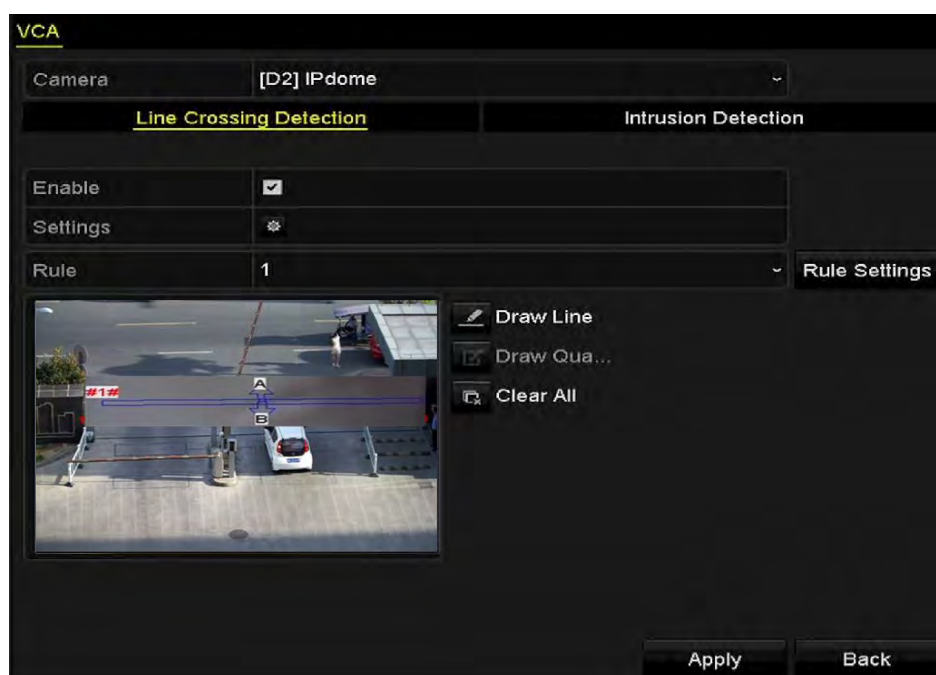 VCA
Camera [D2] IPdome
Line Crossing Detection Intrusion Detection
Enable
Settings
Rule 1 Rule Settings
Draw Line
Draw Qua...
Clear All
#1#
A
B
Apply Back